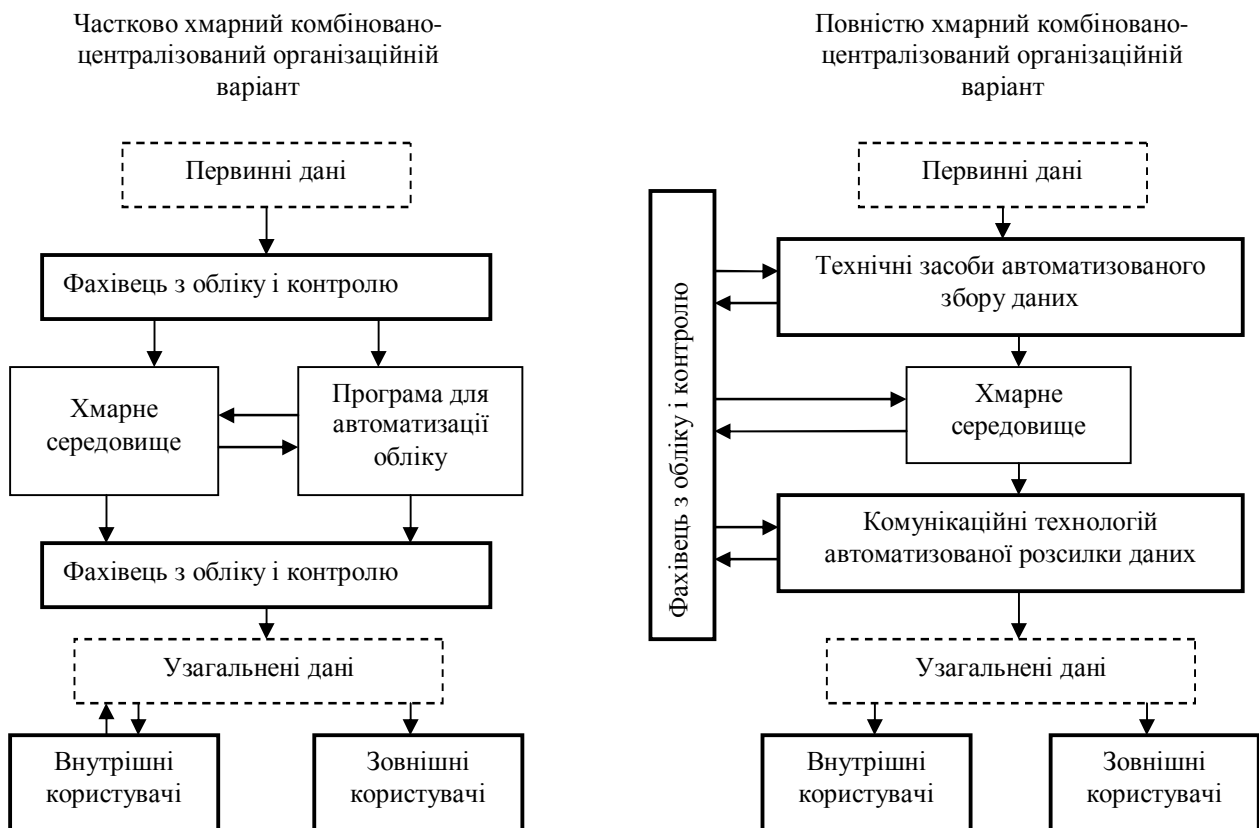 Частково хмарний комбіновано-
централізований організаційній
варіант
Первинні дані
Фахівець з обліку і контролю
Хмарне
середовище
Програма для
автоматизації
обліку
Фахівець з обліку і контролю
Узагальнені дані
Внутрішні
користувачі
Зовнішні
користувачі
Повністю хмарний комбіновано-
централізований організаційній
варіант
Первинні дані
Фахівець з обліку і контролю
Технічні засоби автоматизованого
збору даних
Хмарне
середовище
Комунікаційні технологій
автоматизованої розсилки даних
Узагальнені дані
Внутрішні
користувачі
Зовнішні
користувачі